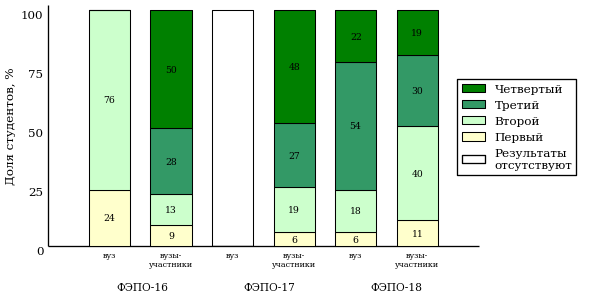 Доля студентов, %
100
75
50
25
0
76
24
50
28
13
9
48
27
19
6
22
54
18
6
19
30
40
11
вуз
вузы-
участники
вуз
вузы-
участники
вуз
вузы-
участники
ФЭПО-16
ФЭПО-17
ФЭПО-18
Четвертый
Третий
Второй
Первый
Результаты
отсутствуют